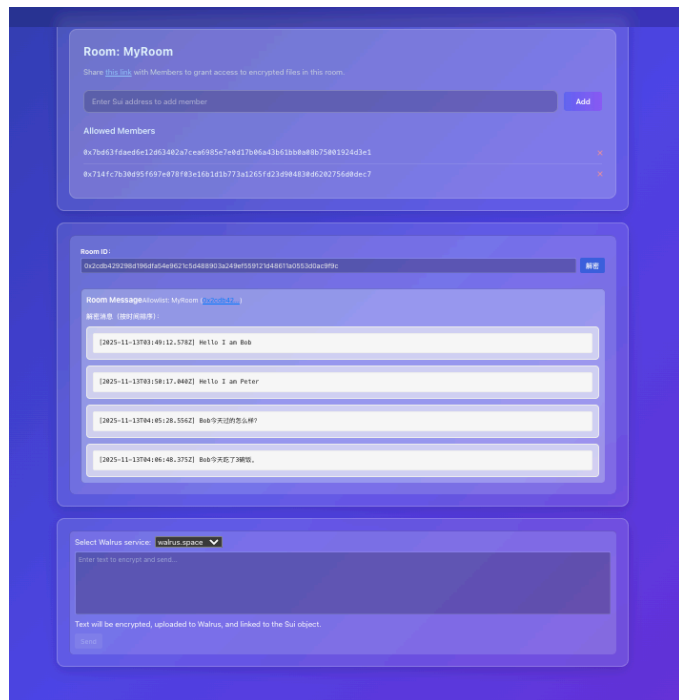 Room: MyRoom
Share this link with Members to grant access to encrypted files in this room.
Enter Sui address to add member
Add
Allowed Members
0x7bd63fdaed6e12d63402a7cea6985e7e0d17b06a43b61bb0a08b75001924d3e1 ×
0x714fc7b30d95f697e078f03e16b1d1b773a1265fd23d904830d6202756d0dec7 ×
Room ID:
0x2cdb429298d196dfa54e9621c5d488903a249ef559121d48611a0553d0ac9f9c 解密
Room Message Allowlist: MyRoom (0x2cdb42...)
解密消息 (按时间顺序):
[2025-11-13T03:49:12.578Z] Hello I am Bob
[2025-11-13T03:50:17.040Z] Hello I am Peter
[2025-11-13T04:05:28.556Z] Bob今天过的怎么样?
[2025-11-13T04:06:48.375Z] Bob今天吃了3碗饭。
Select Walrus service: walrus.space
Enter text to encrypt and send...
Text will be encrypted, uploaded to Walrus, and linked to the Sui object.
Send